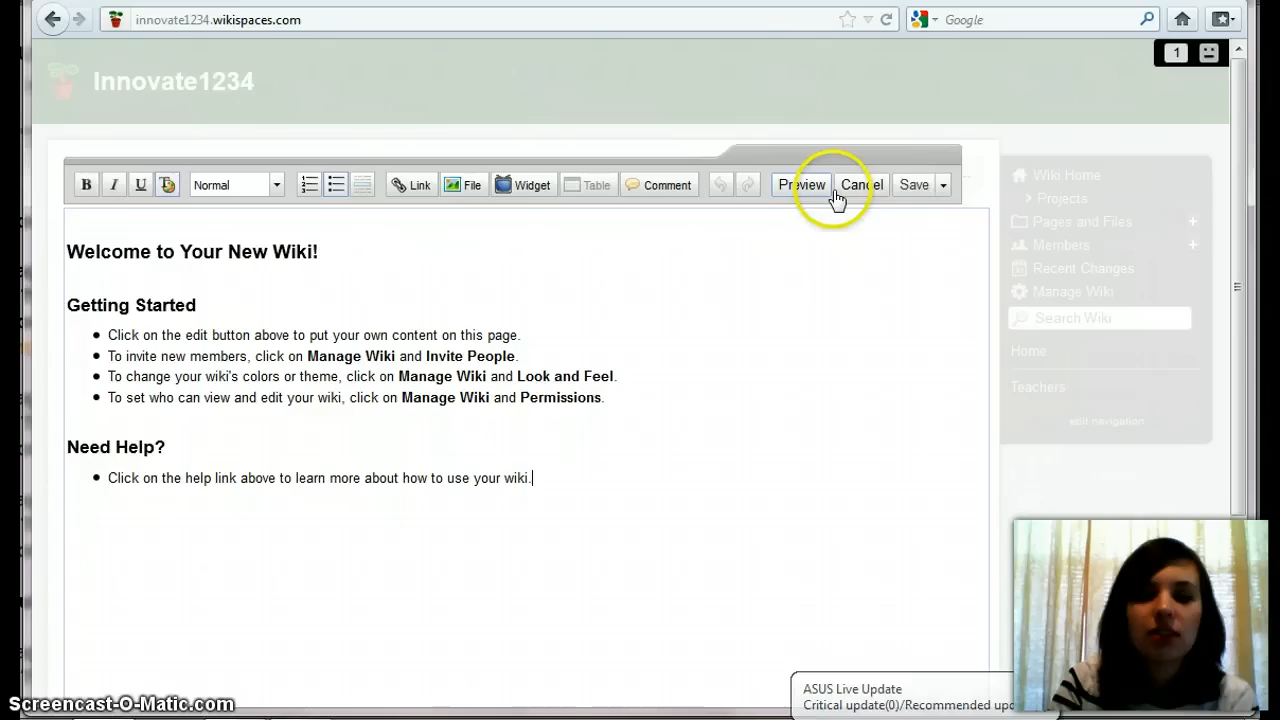 innovate1234.wikispaces.com
Google
1
Innovate1234
B I U Normal Link File Widget Table Comment Preview Cancel Save
Wiki Home
Projects
Pages and Files +
Members +
Recent Changes
Manage Wiki
Search Wiki
Home
Teachers
edit navigation
Welcome to Your New Wiki!
Getting Started
Click on the edit button above to put your own content on this page.
To invite new members, click on Manage Wiki and Invite People.
To change your wiki's colors or theme, click on Manage Wiki and Look and Feel.
To set who can view and edit your wiki, click on Manage Wiki and Permissions.
Need Help?
Click on the help link above to learn more about how to use your wiki.
ASUS Live Update
Critical update(0)/Recommended
Screencast-O-Matic.com